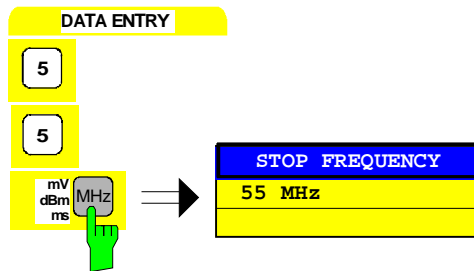 DATA ENTRY
5
5
mV
dBm
ms
MHz
STOP FREQUENCY
55 MHz